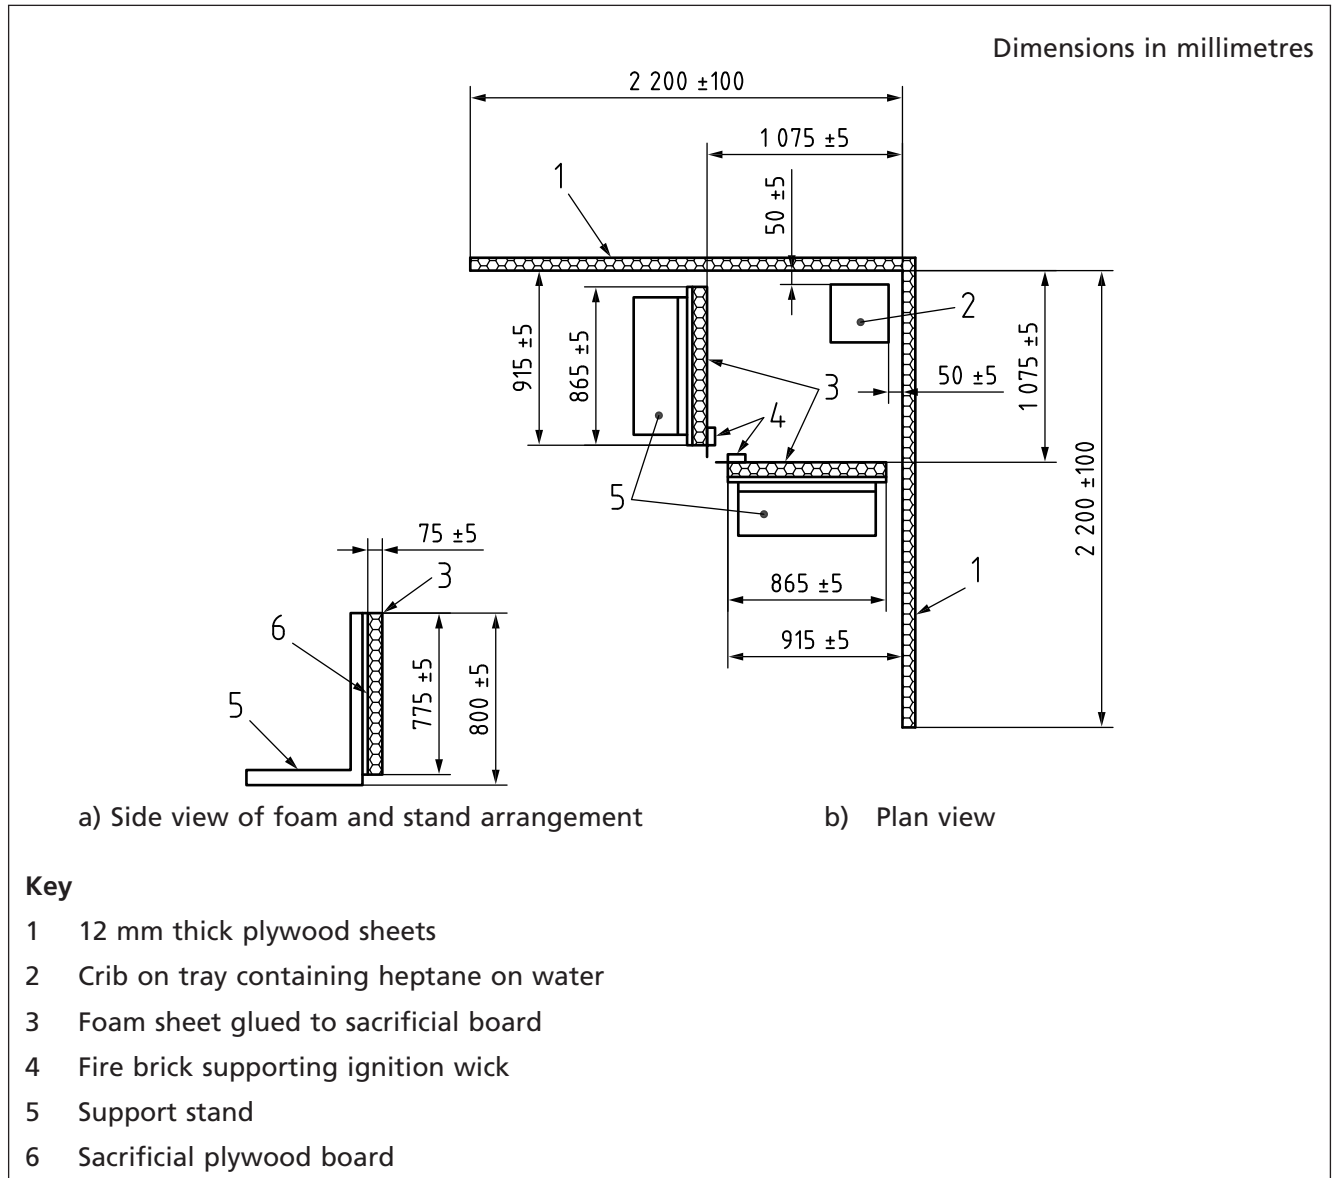 Dimensions in millimetres
2 200 ±100
1 075 ±5
50 ±5
1
2
915 ±5
865 ±5
3
4
50 ±5
1 075 ±5
5
2 200 ±100
75 ±5
3
865 ±5
1
6
915 ±5
775 ±5
800 ±5
5
a) Side view of foam and stand arrangement
b) Plan view
Key
1 12 mm thick plywood sheets
2 Crib on tray containing heptane on water
3 Foam sheet glued to sacrificial board
4 Fire brick supporting ignition wick
5 Support stand
6 Sacrificial plywood board